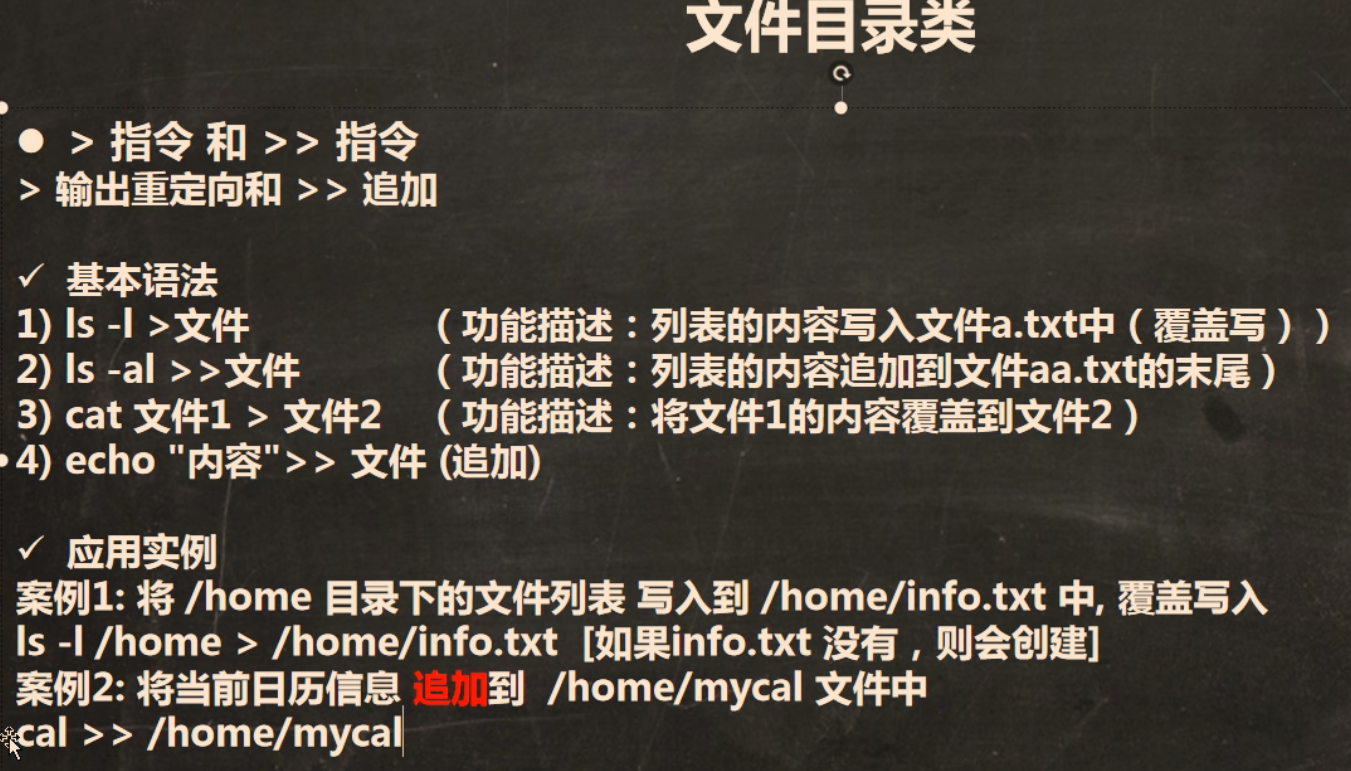 文件目录类
● > 指令 和 >> 指令
> 输出重定向和 >> 追加
✓ 基本语法
1) ls -l >文件 （功能描述：列表的内容写入文件a.txt中（覆盖写））
2) ls -al >>文件 （功能描述：列表的内容追加到文件aa.txt的末尾）
3) cat 文件1 > 文件2 （功能描述：将文件1的内容覆盖到文件2）
4) echo "内容">> 文件 (追加)
✓ 应用实例
案例1: 将 /home 目录下的文件列表 写入到 /home/info.txt 中, 覆盖写入
ls -l /home > /home/info.txt [如果info.txt 没有，则会创建]
案例2: 将当前日历信息 追加到 /home/mycal 文件中
cal >> /home/mycal